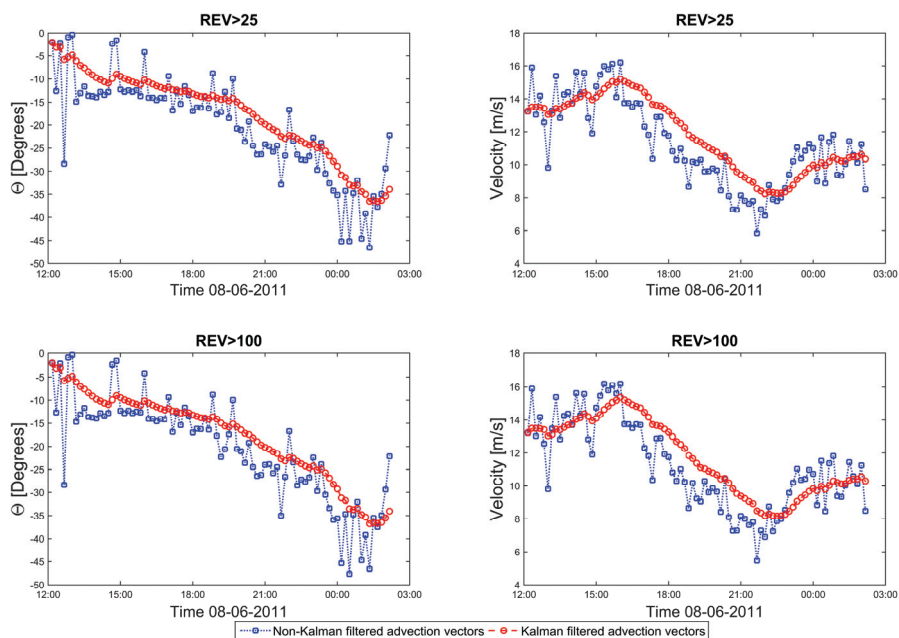 REV>25
REV>25
0
-5
-10
-15
-20
-25
-30
-35
-40
-45
-50
Θ [Degrees]
12:00 15:00 18:00 21:00 00:00 03:00
Time 08-06-2011
18
16
14
12
10
8
6
4
Velocity [m/s]
12:00 15:00 18:00 21:00 00:00 03:00
Time 08-06-2011
REV>100
REV>100
0
-5
-10
-15
-20
-25
-30
-35
-40
-45
-50
Θ [Degrees]
12:00 15:00 18:00 21:00 00:00 03:00
Time 08-06-2011
18
16
14
12
10
8
6
4
Velocity [m/s]
12:00 15:00 18:00 21:00 00:00 03:00
Time 08-06-2011
Non-Kalman filtered advection vectors Kalman filtered advection vectors